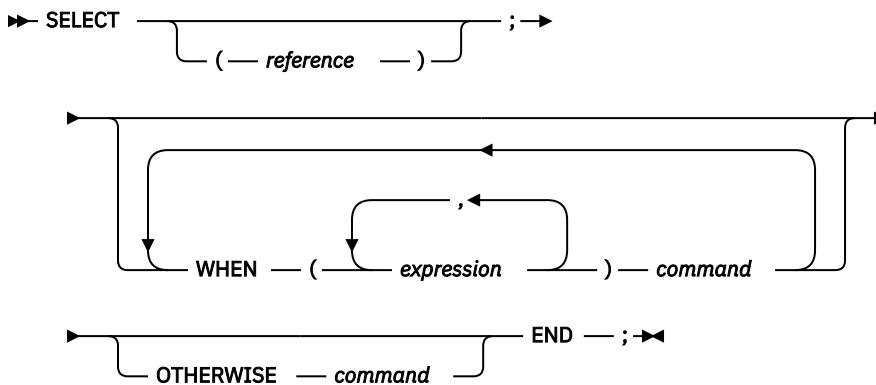 SELECT ( reference ) ;
,
WHEN ( expression ) command
OTHERWISE command END ;